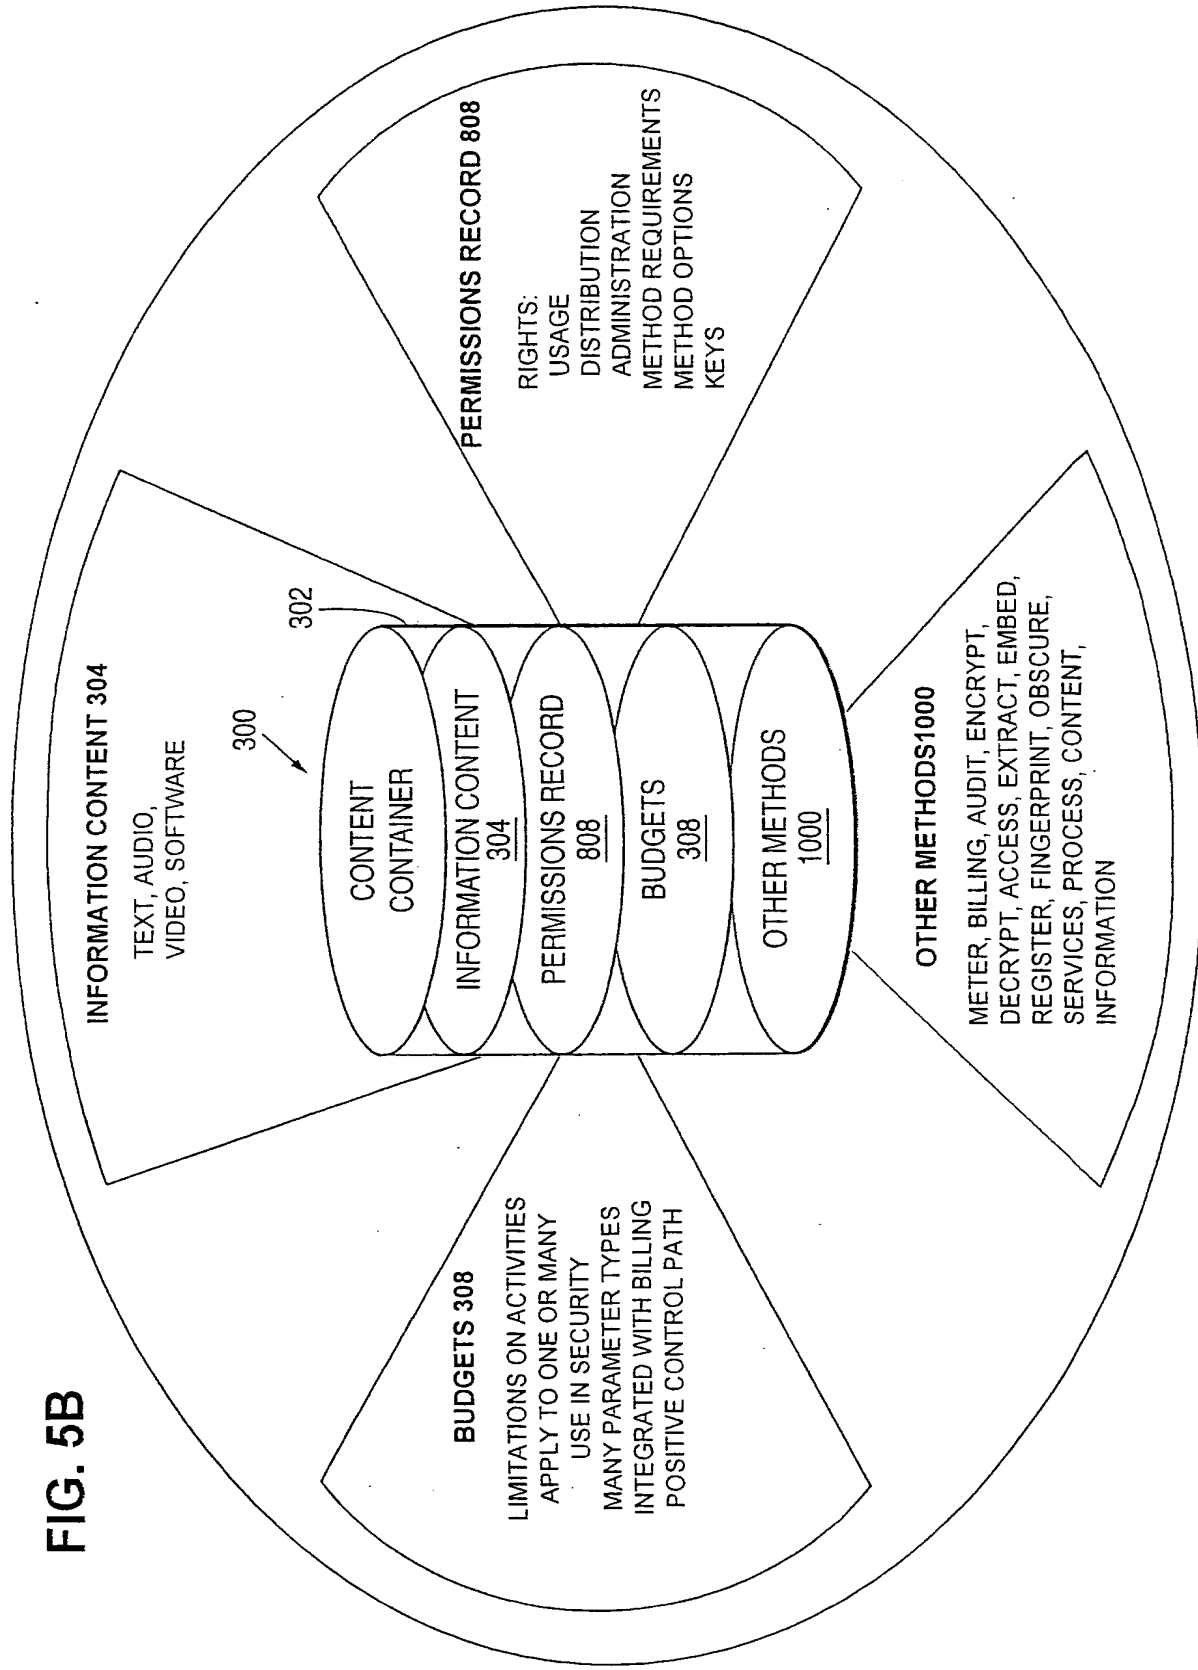 FIG. 5B
INFORMATION CONTENT 304
TEXT, AUDIO,
VIDEO, SOFTWARE
300
302
CONTENT
CONTAINER
INFORMATION CONTENT
304
PERMISSIONS RECORD
808
BUDGETS
308
OTHER METHODS
1000
BUDGETS 308
LIMITATIONS ON ACTIVITIES
APPLY TO ONE OR MANY
USE IN SECURITY
MANY PARAMETER TYPES
INTEGRATED WITH BILLING
POSITIVE CONTROL PATH
PERMISSIONS RECORD 808
RIGHTS:
USAGE
DISTRIBUTION
ADMINISTRATION
METHOD REQUIREMENTS
METHOD OPTIONS
KEYS
OTHER METHODS1000
METER, BILLING, AUDIT, ENCRYPT,
DECRYPT, ACCESS, EXTRACT, EMBED,
REGISTER, FINGERPRINT, OBSCURE,
SERVICES, PROCESS, CONTENT,
INFORMATION